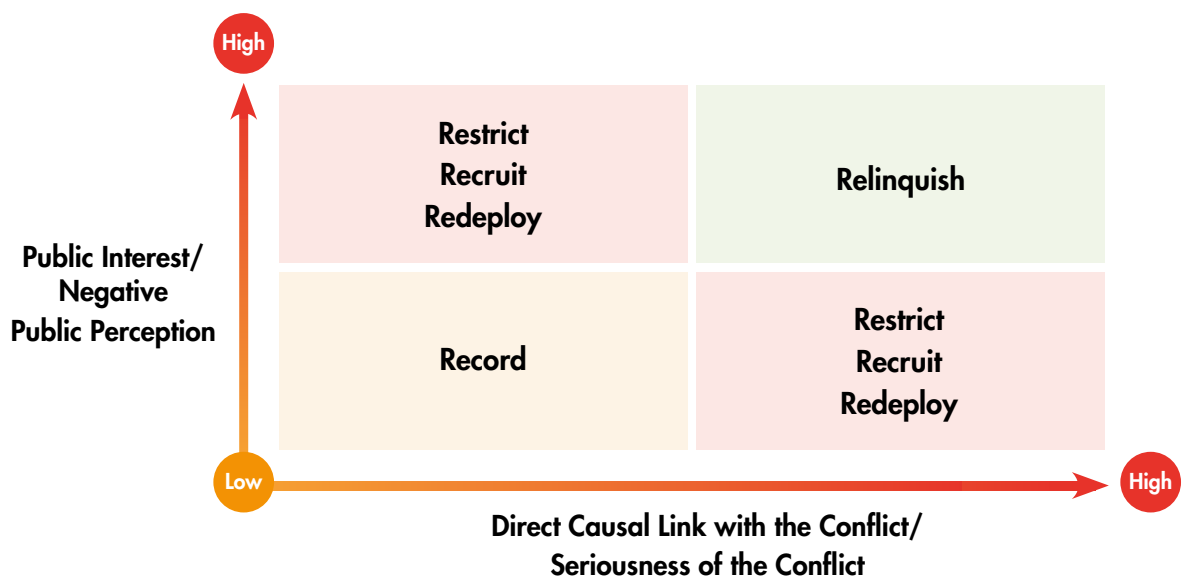 High
Restrict
Recruit
Redeploy
Relinquish
Public Interest/
Negative
Public Perception
Record
Restrict
Recruit
Redeploy
Low
High
Direct Causal Link with the Conflict/
Seriousness of the Conflict